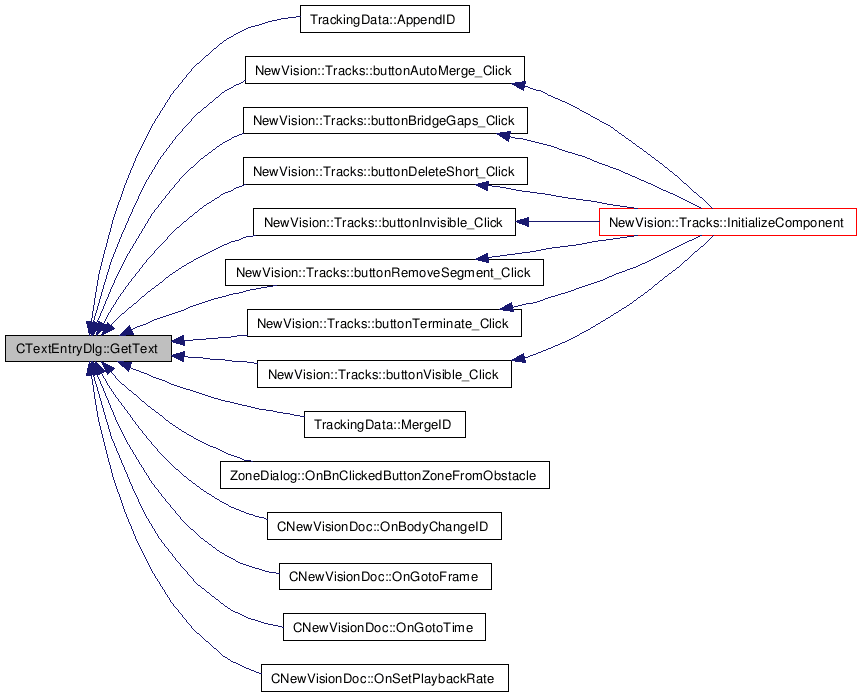 TrackingData::AppendID
NewVision::Tracks::buttonAutoMerge_Click
NewVision::Tracks::buttonBridgeGaps_Click
NewVision::Tracks::buttonDeleteShort_Click
NewVision::Tracks::buttonInvisible_Click
NewVision::Tracks::InitializeComponent
NewVision::Tracks::buttonRemoveSegment_Click
NewVision::Tracks::buttonTerminate_Click
CTextEntryDlg::GetText
NewVision::Tracks::buttonVisible_Click
TrackingData::MergeID
ZoneDialog::OnBnClickedButtonZoneFromObstacle
CNewVisionDoc::OnBodyChangeID
CNewVisionDoc::OnGotoFrame
CNewVisionDoc::OnGotoTime
CNewVisionDoc::OnSetPlaybackRate